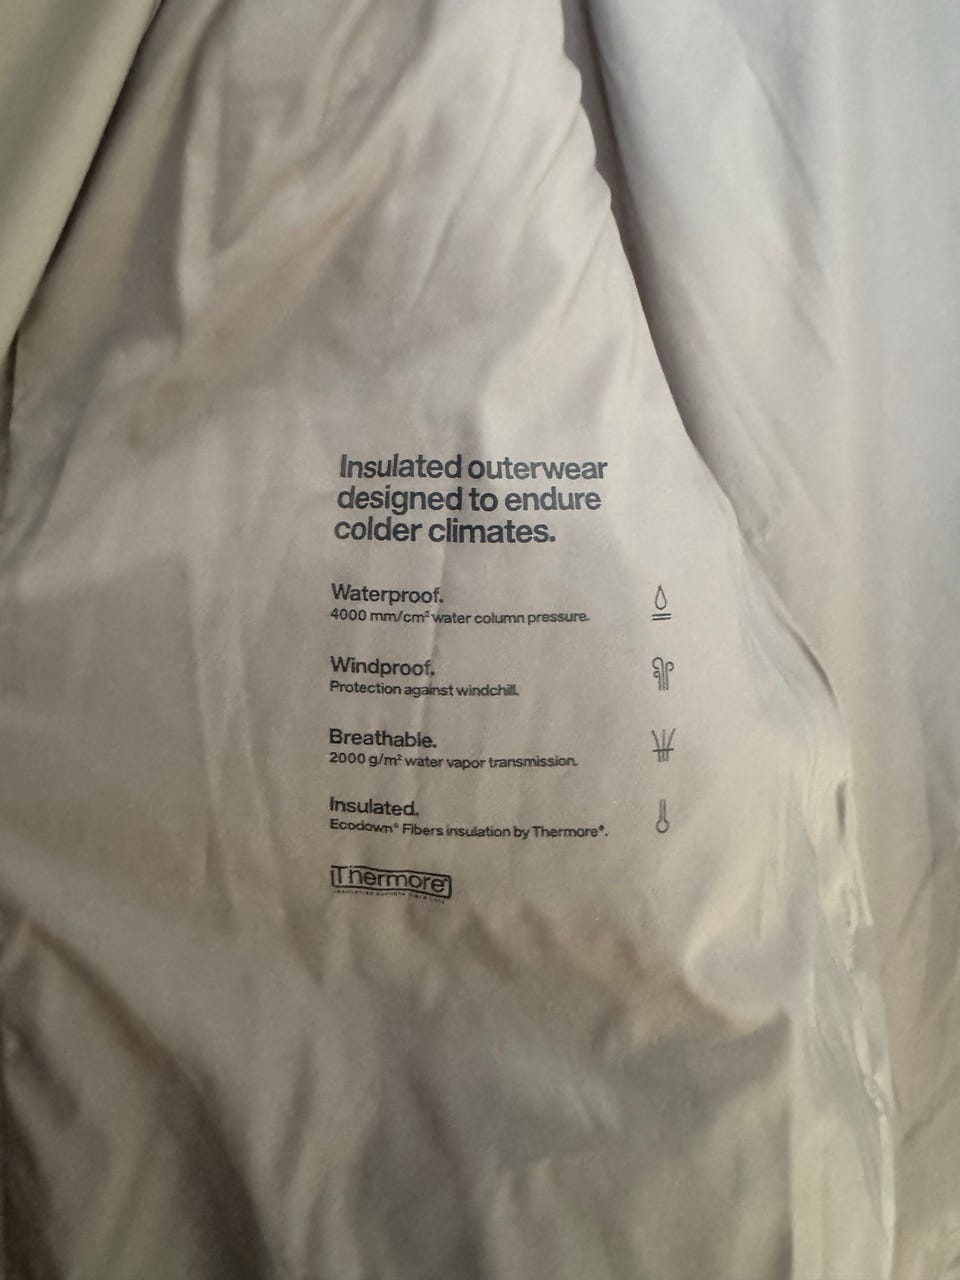 Insulated outerwear
designed to endure
colder climates.
Waterproof.
4000 mm/cm² water column pressure.
Windproof.
Protection against windchill.
Breathable.
2000 g/m² water vapor transmission.
Insulated.
Ecodown® Fibers insulation by Thermore®.
Thermore®